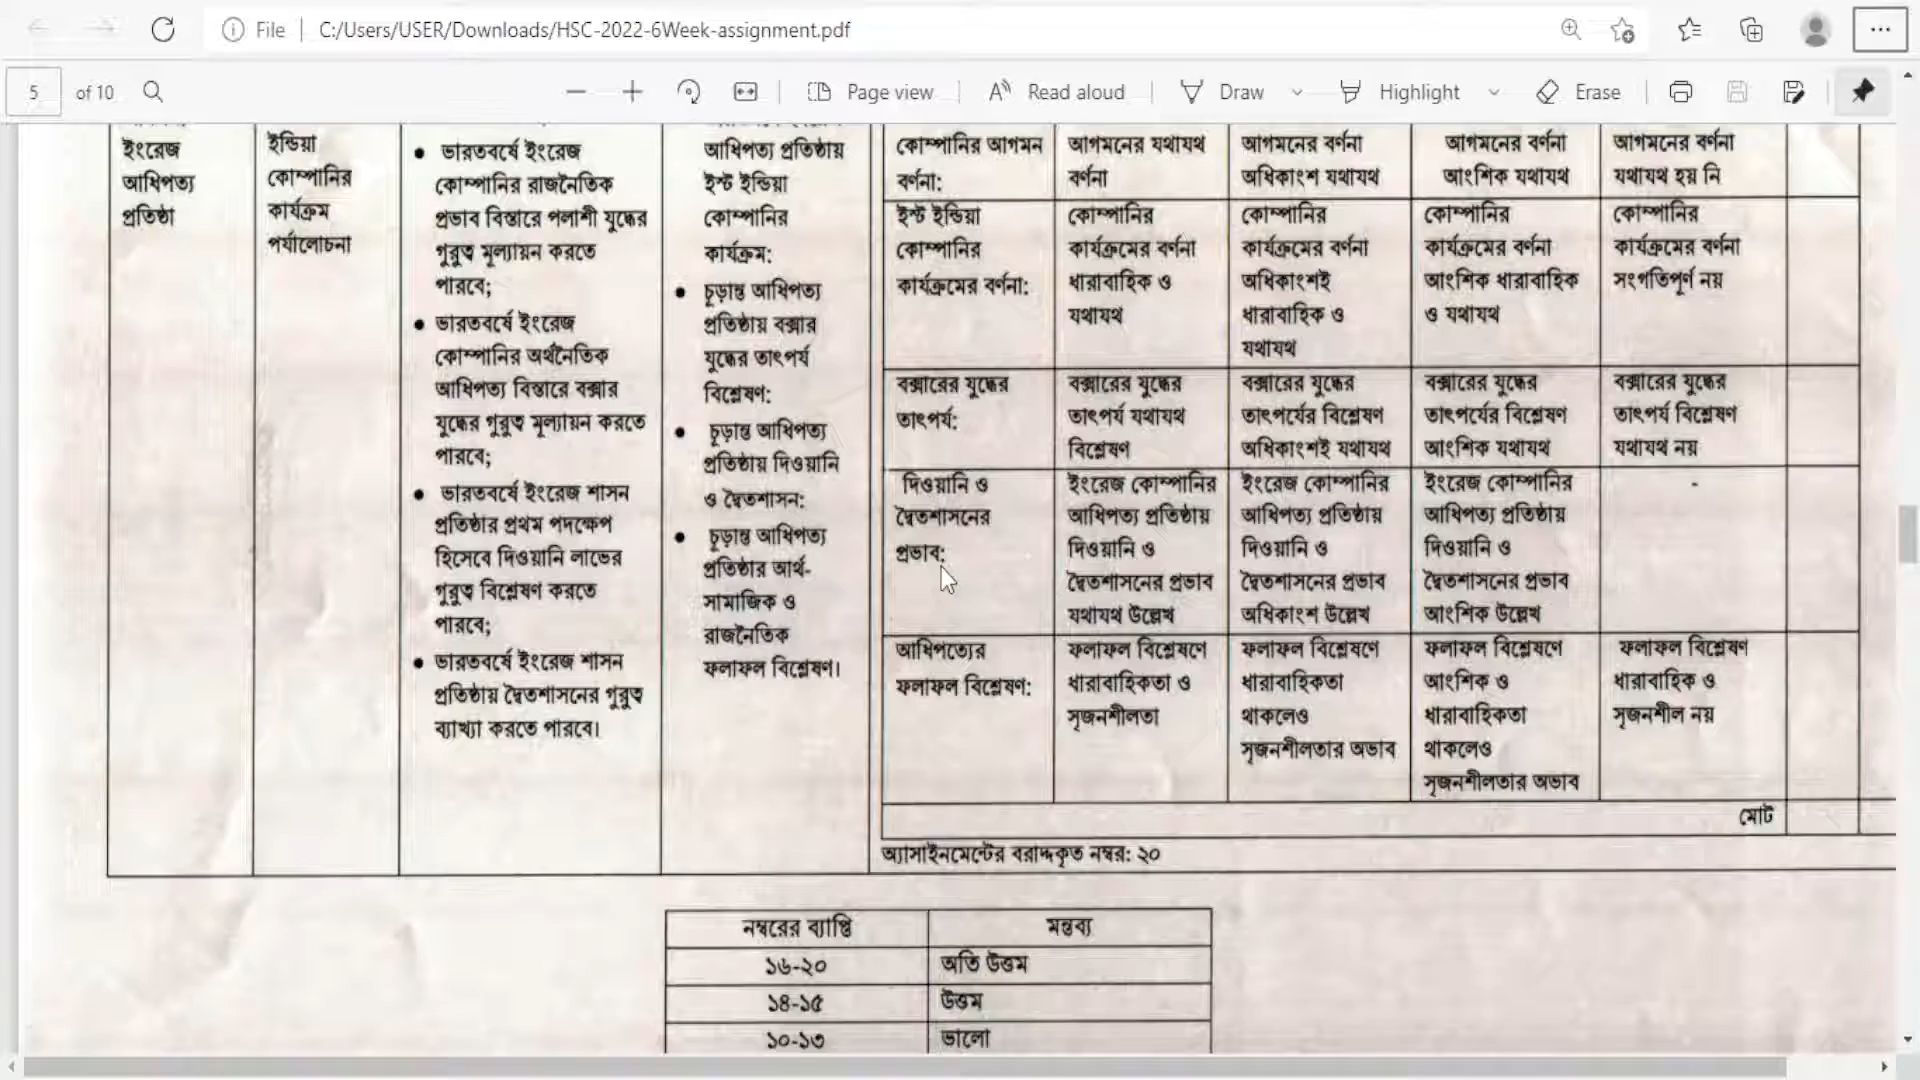 File
C:/Users/USER/Downloads/HSC-2022-6Week-assignment.pdf
5 of 10
Page view
Read aloud
Draw
Highlight
Erase
ইংরেজ
আধিপত্য
প্রতিষ্ঠা
ইন্ডিয়া
কোম্পানির
কার্যক্রম
পর্যালোচনা
• ভারতবর্ষে ইংরেজ
কোম্পানির রাজনৈতিক
প্রভাব বিস্তারে পলাশী যুদ্ধের
গুরুত্ব মূল্যায়ন করতে
পারবে;
• ভারতবর্ষে ইংরেজ
কোম্পানির অর্থনৈতিক
আধিপত্য বিস্তারে বক্সার
যুদ্ধের গুরুত্ব মূল্যায়ন করতে
পারবে;
• ভারতবর্ষে ইংরেজ শাসন
প্রতিষ্ঠার প্রথম পদক্ষেপ
হিসেবে দিওয়ানি লাভের
গুরুত্ব বিশ্লেষণ করতে
পারবে;
• ভারতবর্ষে ইংরেজ শাসন
প্রতিষ্ঠায় দ্বৈতশাসনের গুরুত্ব
ব্যাখ্যা করতে পারবে।
আধিপত্য প্রতিষ্ঠায়
ইস্ট ইন্ডিয়া
কোম্পানির
কার্যক্রম:
• চূড়ান্ত আধিপত্য
প্রতিষ্ঠায় বক্সার
যুদ্ধের তাৎপর্য
বিশ্লেষণ:
• চূড়ান্ত আধিপত্য
প্রতিষ্ঠায় দিওয়ানি
ও দ্বৈতশাসন:
• চূড়ান্ত আধিপত্য
প্রতিষ্ঠার আর্থ-
সামাজিক ও
রাজনৈতিক
ফলাফল বিশ্লেষণ।
কোম্পানির আগমন
বর্ণনা:
আগমনের যথাযথ
বর্ণনা
আগমনের বর্ণনা
অধিকাংশ যথাযথ
আগমনের বর্ণনা
আংশিক যথাযথ
আগমনের বর্ণনা
যথাযথ হয় নি
ইস্ট ইন্ডিয়া
কোম্পানির
কার্যক্রমের বর্ণনা:
কোম্পানির
কার্যক্রমের বর্ণনা
ধারাবাহিক ও
যথাযথ
কোম্পানির
কার্যক্রমের বর্ণনা
অধিকাংশই
ধারাবাহিক ও
যথাযথ
কোম্পানির
কার্যক্রমের বর্ণনা
আংশিক ধারাবাহিক
ও যথাযথ
কোম্পানির
কার্যক্রমের বর্ণনা
সংগতিপূর্ণ নয়
বক্সারের যুদ্ধের
তাৎপর্য:
বক্সারের যুদ্ধের
তাৎপর্য যথাযথ
বিশ্লেষণ
বক্সারের যুদ্ধের
তাৎপর্যের বিশ্লেষণ
অধিকাংশই যথাযথ
বক্সারের যুদ্ধের
তাৎপর্যের বিশ্লেষণ
আংশিক যথাযথ
বক্সারের যুদ্ধের
তাৎপর্য বিশ্লেষণ
যথাযথ নয়
দিওয়ানি ও
দ্বৈতশাসনের
প্রভাব:
ইংরেজ কোম্পানির
আধিপত্য প্রতিষ্ঠায়
দিওয়ানি ও
দ্বৈতশাসনের প্রভাব
যথাযথ উল্লেখ
ইংরেজ কোম্পানির
আধিপত্য প্রতিষ্ঠায়
দিওয়ানি ও
দ্বৈতশাসনের প্রভাব
অধিকাংশ উল্লেখ
ইংরেজ কোম্পানির
আধিপত্য প্রতিষ্ঠায়
দিওয়ানি ও
দ্বৈতশাসনের প্রভাব
আংশিক উল্লেখ
-
আধিপত্যের
ফলাফল বিশ্লেষণ:
ফলাফল বিশ্লেষণে
ধারাবাহিকতা ও
সৃজনশীলতা
ফলাফল বিশ্লেষণে
ধারাবাহিকতা
থাকলেও
সৃজনশীলতার অভাব
ফলাফল বিশ্লেষণে
আংশিক ও
ধারাবাহিকতা
থাকলেও
সৃজনশীলতার অভাব
ফলাফল বিশ্লেষণ
ধারাবাহিক ও
সৃজনশীল নয়
মোট
অ্যাসাইনমেন্টের বরাদ্দকৃত নম্বর: ২০
নম্বরের ব্যাপ্তি মন্তব্য
১৬-২০ অতি উত্তম
১৪-১৫ উত্তম
১০-১৩ ভালো